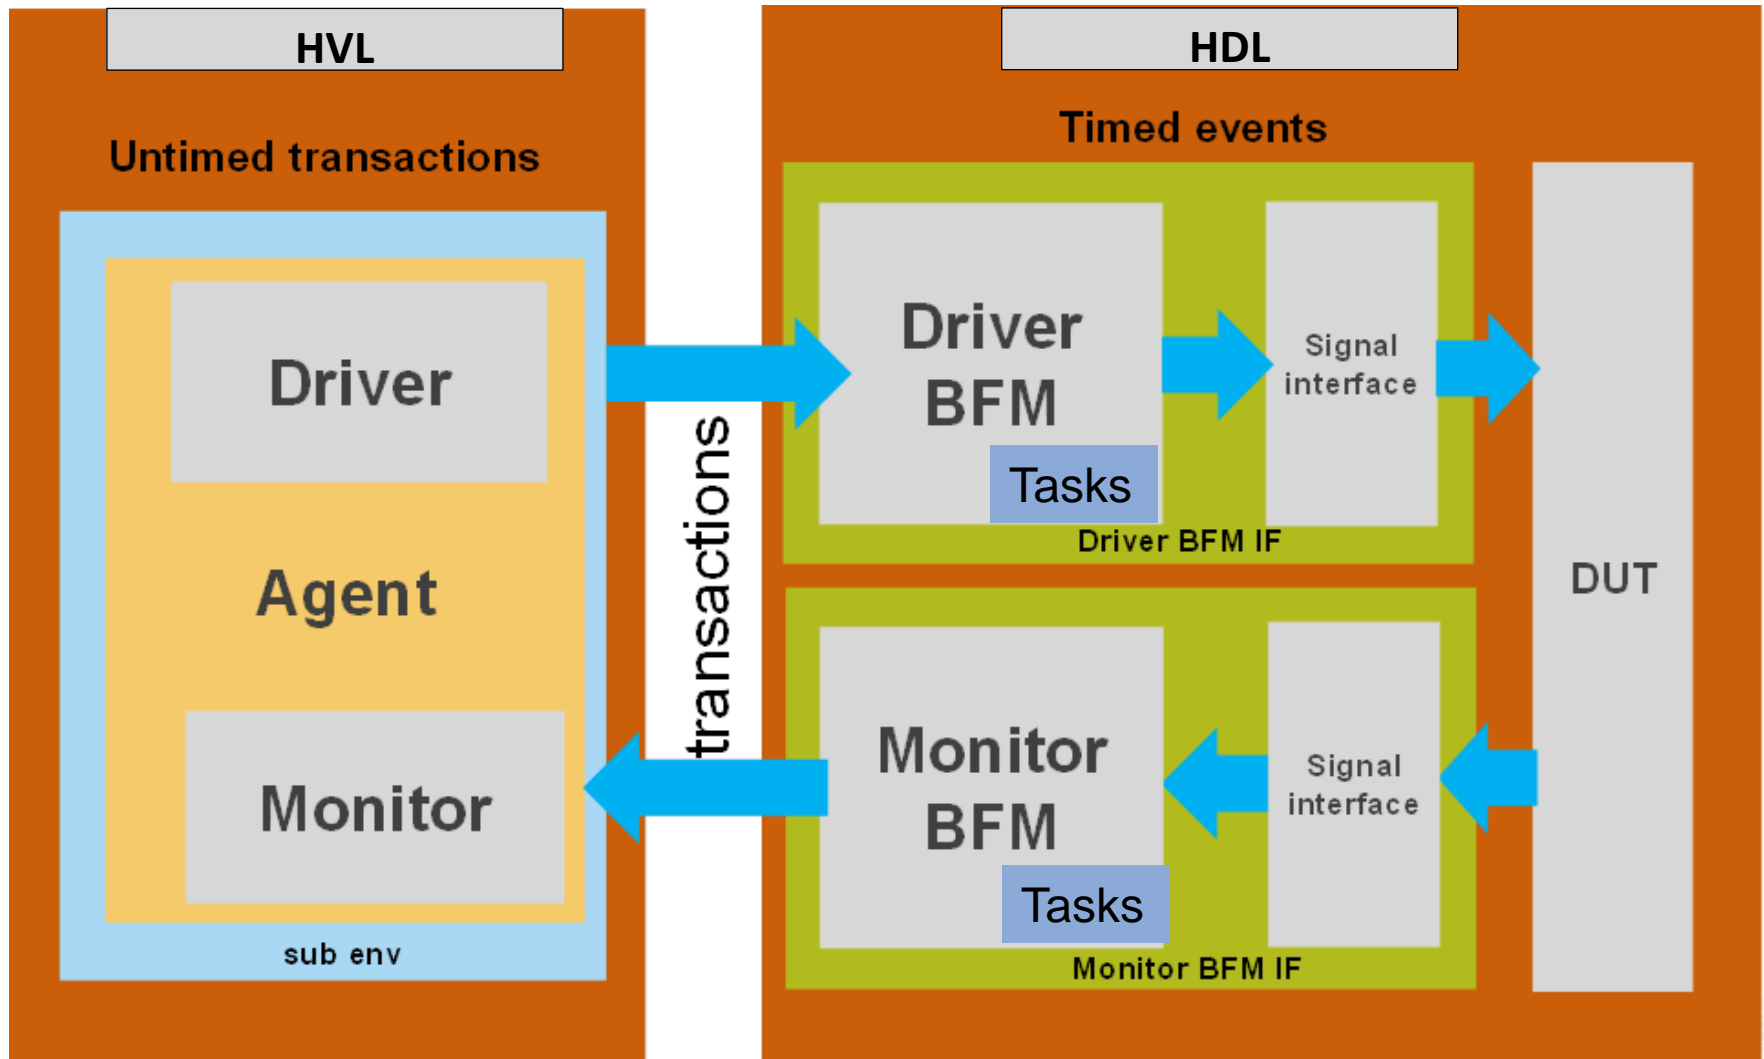 HVL
Untimed transactions
Driver
Agent
Monitor
sub env
transactions
HDL
Timed events
Driver
BFM
Tasks
Signal
interface
Driver BFM IF
Monitor
BFM
Tasks
Signal
interface
Monitor BFM IF
DUT